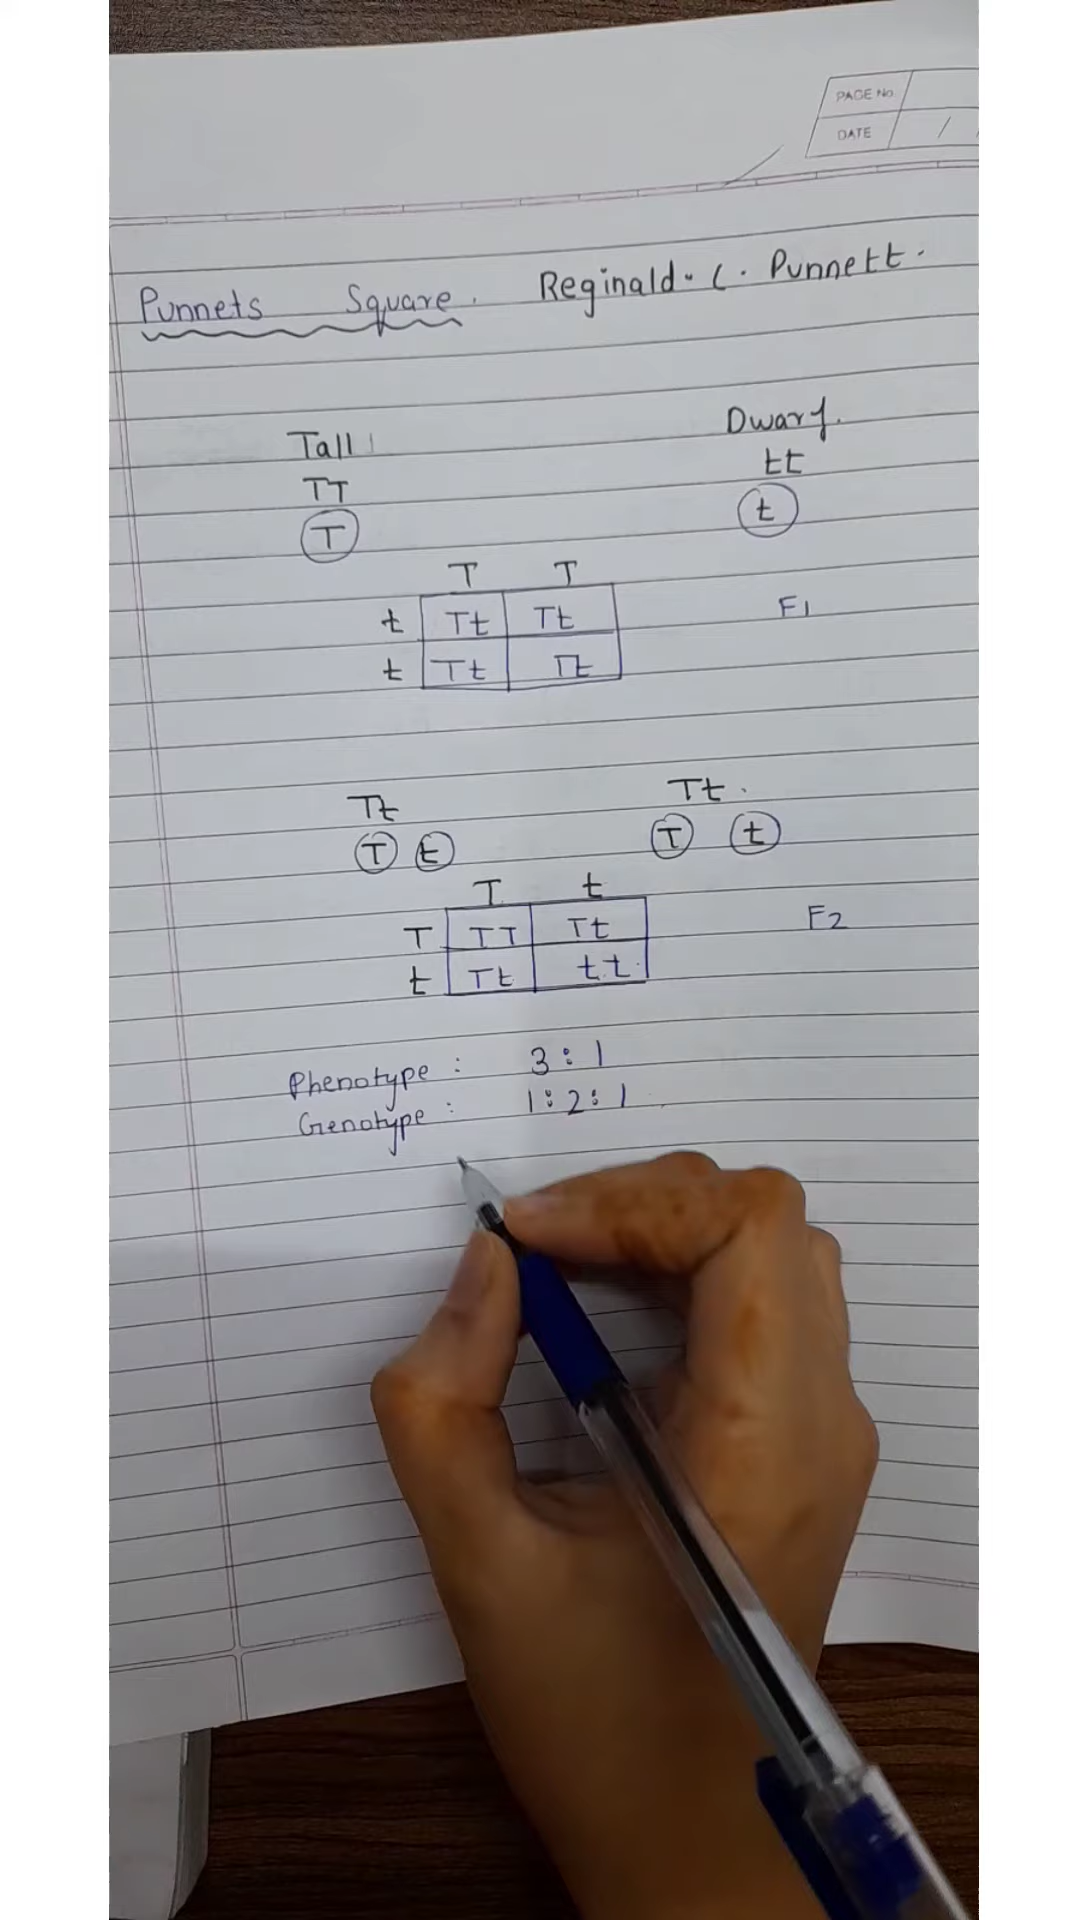 PAGE No.
DATE / /
Punnets Square. Reginald. C. Punnett.
Tall Dwarf.
TT tt
T t
T T
t Tt Tt F1
t Tt Tt
Tt Tt.
T t T t
T t
T TT Tt F2
t Tt tt
Phenotype : 3 : 1
Genotype : 1 : 2 : 1